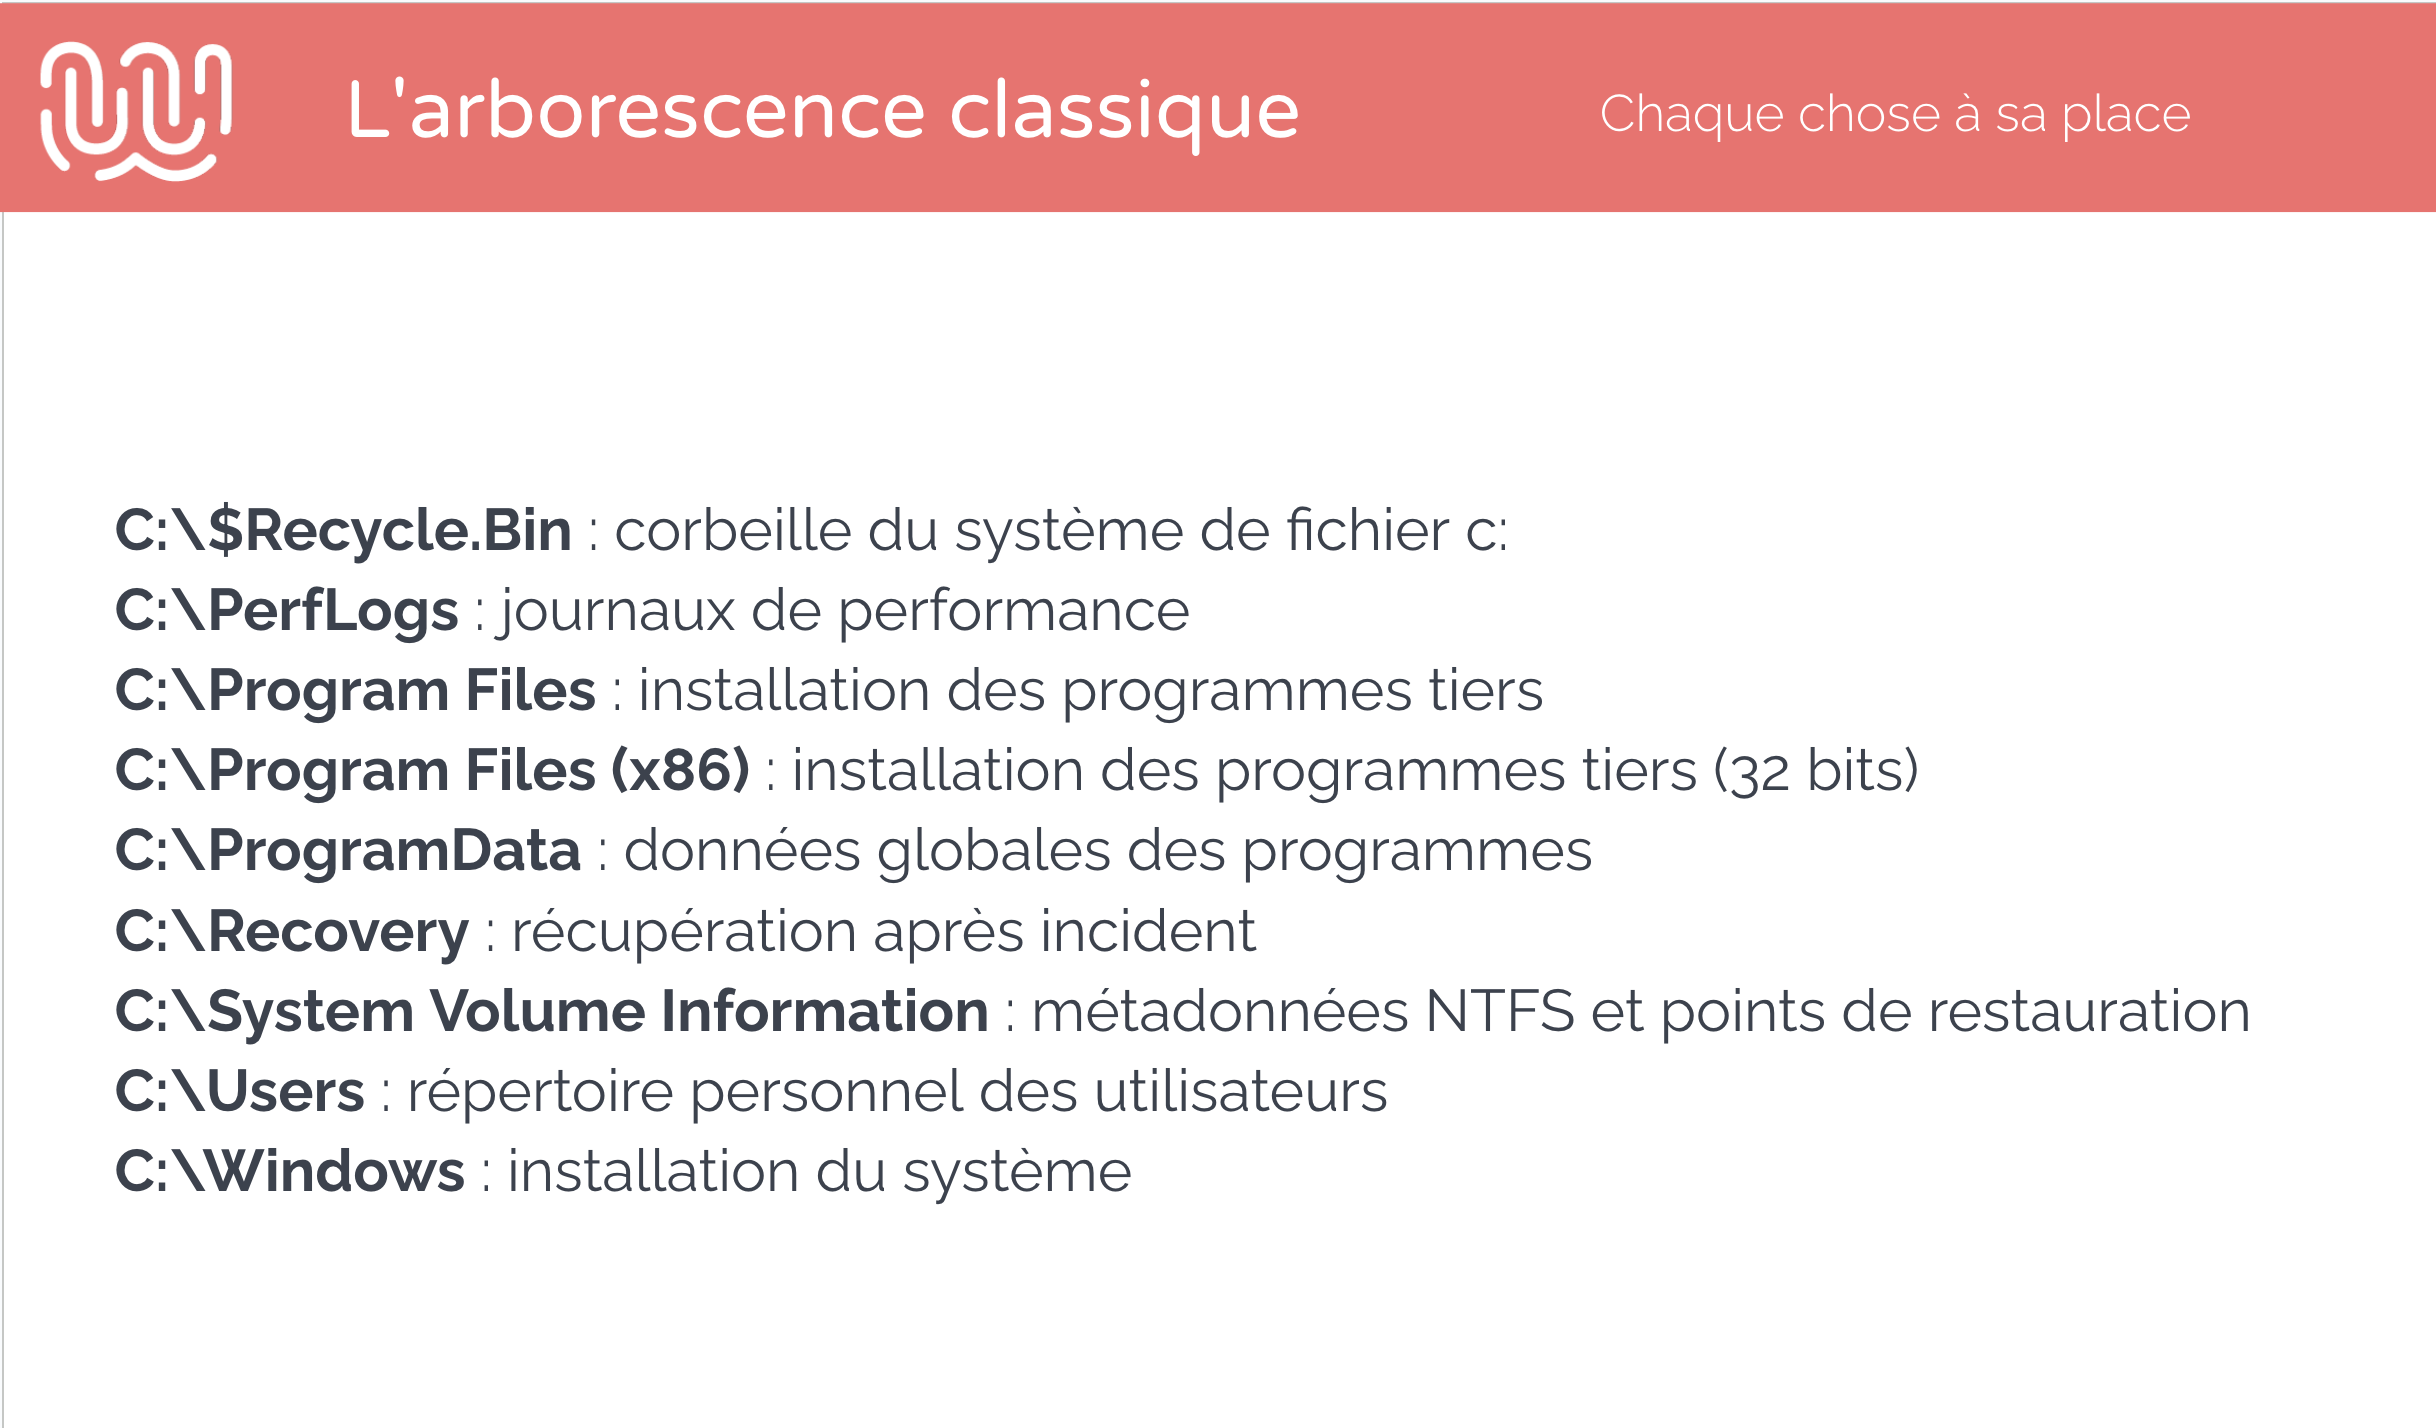 L'arborescence classique
Chaque chose à sa place
C:\$Recycle.Bin : corbeille du système de fichier c:
C:\PerfLogs : journaux de performance
C:\Program Files : installation des programmes tiers
C:\Program Files (x86) : installation des programmes tiers (32 bits)
C:\ProgramData : données globales des programmes
C:\Recovery : récupération après incident
C:\System Volume Information : métadonnées NTFS et points de restauration
C:\Users : répertoire personnel des utilisateurs
C:\Windows : installation du système